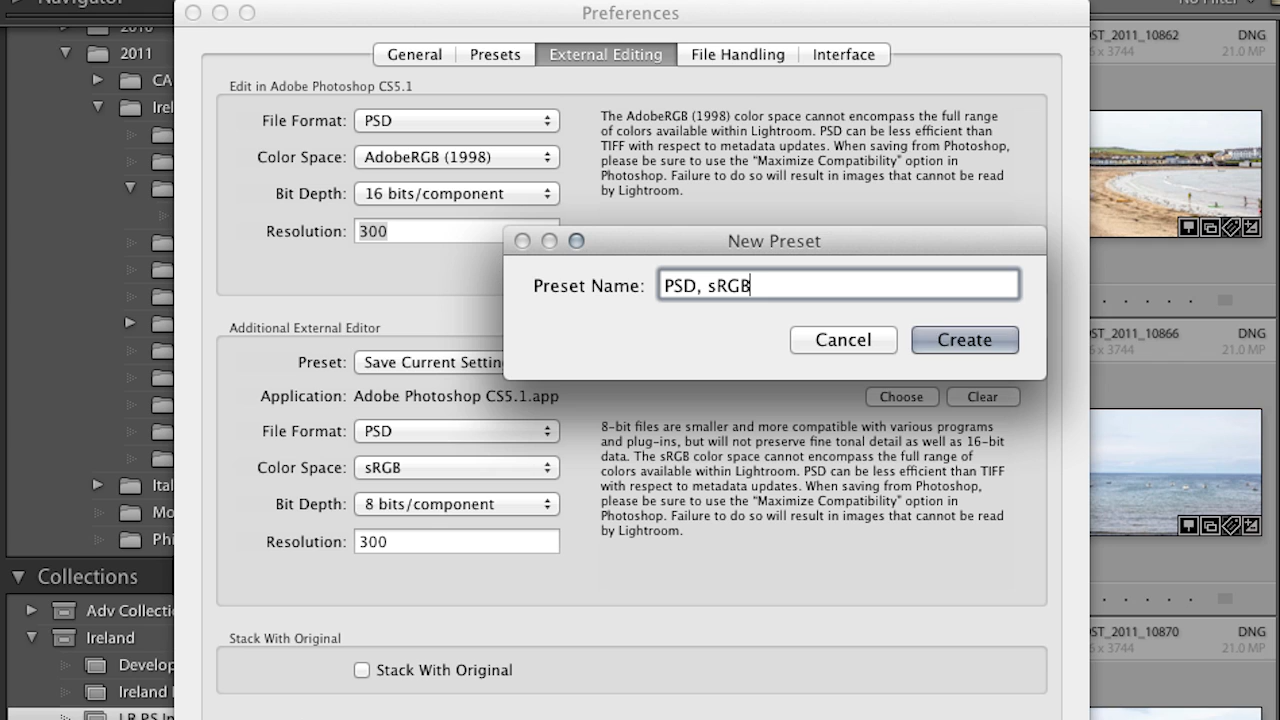 Navigator
Preferences
No Filter
2010
2011
CA
Irel
Ital
Mo
Phi
Collections
Adv Collecti
Ireland
Develop
Ireland
LR PS In
General
Presets
External Editing
File Handling
Interface
Edit in Adobe Photoshop CS5.1
File Format: PSD
Color Space: AdobeRGB (1998)
Bit Depth: 16 bits/component
Resolution: 300
The AdobeRGB (1998) color space cannot encompass the full range
of colors available within Lightroom. PSD can be less efficient than
TIFF with respect to metadata updates. When saving from Photoshop,
please be sure to use the “Maximize Compatibility” option in
Photoshop. Failure to do so will result in images that cannot be read
by Lightroom.
New Preset
Preset Name: PSD, sRGB
Cancel
Create
Additional External Editor
Preset: Save Current Settin
Application: Adobe Photoshop CS5.1.app
Choose
Clear
File Format: PSD
Color Space: sRGB
Bit Depth: 8 bits/component
Resolution: 300
8-bit files are smaller and more compatible with various programs
and plug-ins, but will not preserve fine tonal detail as well as 16-bit
data. The sRGB color space cannot encompass the full range of
colors available within Lightroom. PSD can be less efficient than TIFF
with respect to metadata updates. When saving from Photoshop,
please be sure to use the “Maximize Compatibility” option in
Photoshop. Failure to do so will result in images that cannot be read
by Lightroom.
Stack With Original
Stack With Original
ST_2011_10862 DNG
x 3744 21.0 MP
ST_2011_10866 DNG
x 3744 21.0 MP
ST_2011_10870 DNG
x 3744 21.0 MP